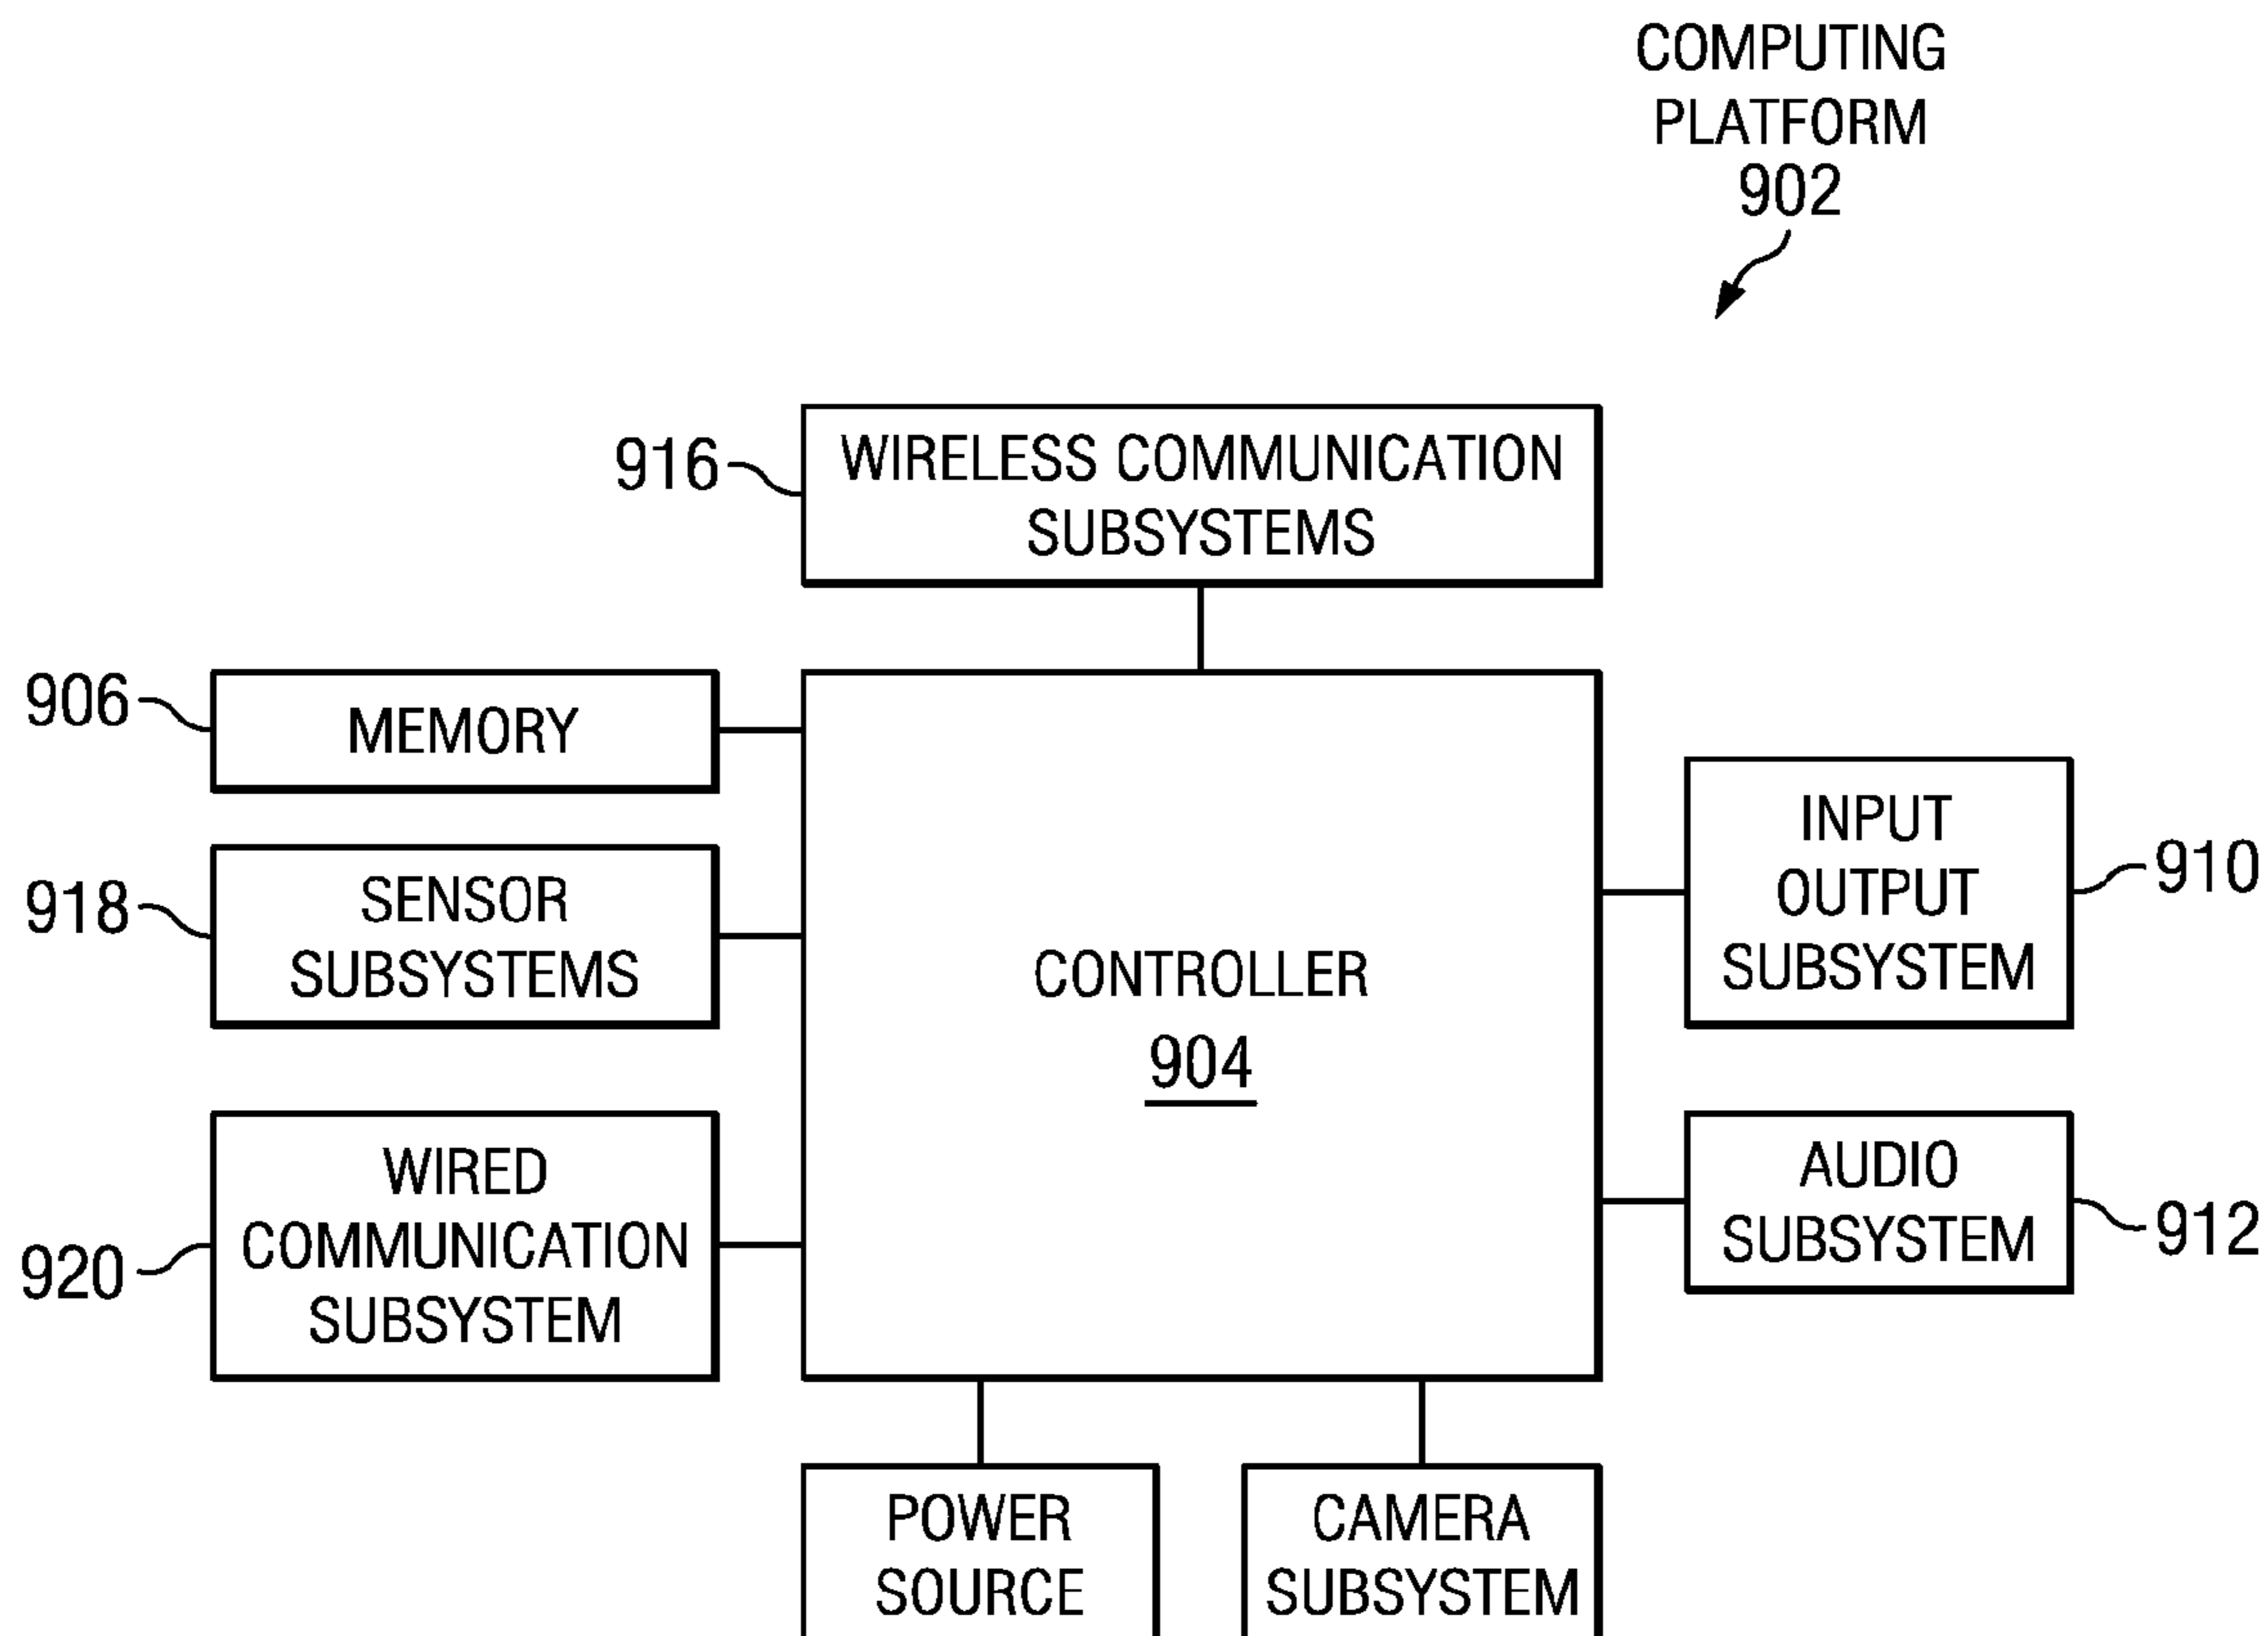 COMPUTING
PLATFORM
902
916
WIRELESS COMMUNICATION
SUBSYSTEMS
906
MEMORY
918
SENSOR
SUBSYSTEMS
920
WIRED
COMMUNICATION
SUBSYSTEM
CONTROLLER
904
INPUT
OUTPUT
SUBSYSTEM
910
AUDIO
SUBSYSTEM
912
POWER
SOURCE
CAMERA
SUBSYSTEM